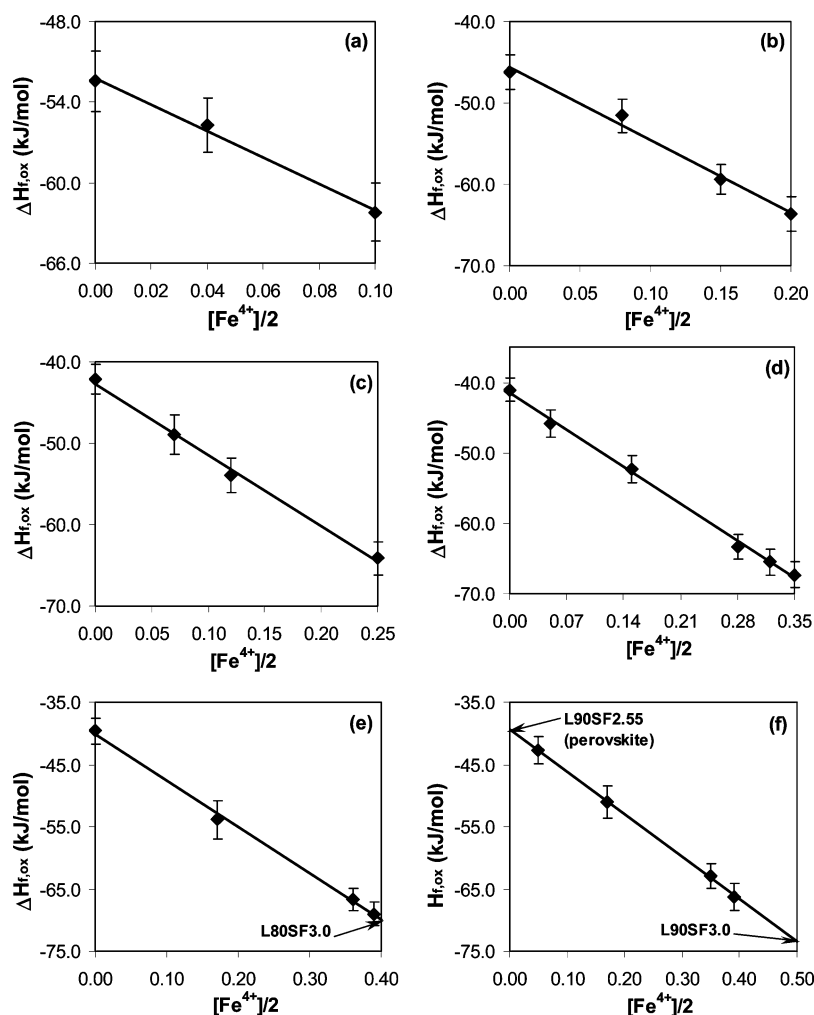 (a)
ΔHf,ox (kJ/mol)
-48.0
-54.0
-60.0
-66.0
0.00 0.02 0.04 0.06 0.08 0.10
[Fe4+]/2
(b)
ΔHf,ox (kJ/mol)
-40.0
-50.0
-60.0
-70.0
0.00 0.05 0.10 0.15 0.20
[Fe4+]/2
(c)
ΔHf,ox (kJ/mol)
-40.0
-50.0
-60.0
-70.0
0.00 0.05 0.10 0.15 0.20 0.25
[Fe4+]/2
(d)
ΔHf,ox (kJ/mol)
-40.0
-50.0
-60.0
-70.0
0.00 0.07 0.14 0.21 0.28 0.35
[Fe4+]/2
(e)
ΔHf,ox (kJ/mol)
-35.0
-45.0
-55.0
-65.0
-75.0
L80SF3.0
0.00 0.10 0.20 0.30 0.40
[Fe4+]/2
(f)
Hf,ox (kJ/mol)
-35.0
-45.0
-55.0
-65.0
-75.0
L90SF2.55
(perovskite)
L90SF3.0
0.00 0.10 0.20 0.30 0.40 0.50
[Fe4+]/2